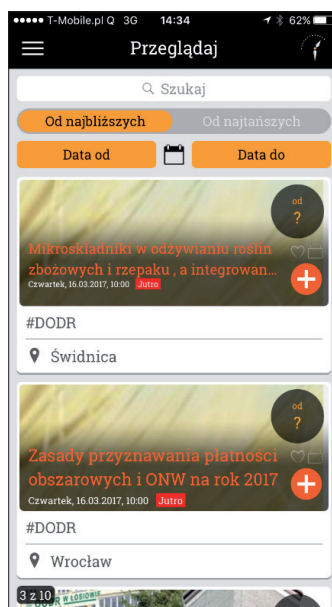 T-Mobile.pl Q 3G 14:34 62%
Przeglądaj
Szukaj
Od najbliższych Od najtańszych
Data od Data do
od
?
Mikroskładniki w odżywianiu roślin
zbożowych i rzepaku , a integrowan...
Czwartek, 16.03.2017, 10:00 Jutro
#DODR
Świdnica
od
?
Zasady przyznawania płatności
obszarowych i ONW na rok 2017
Czwartek, 16.03.2017, 10:00 Jutro
#DODR
Wrocław
3 z 10
DODR W ŁOSIOWIE